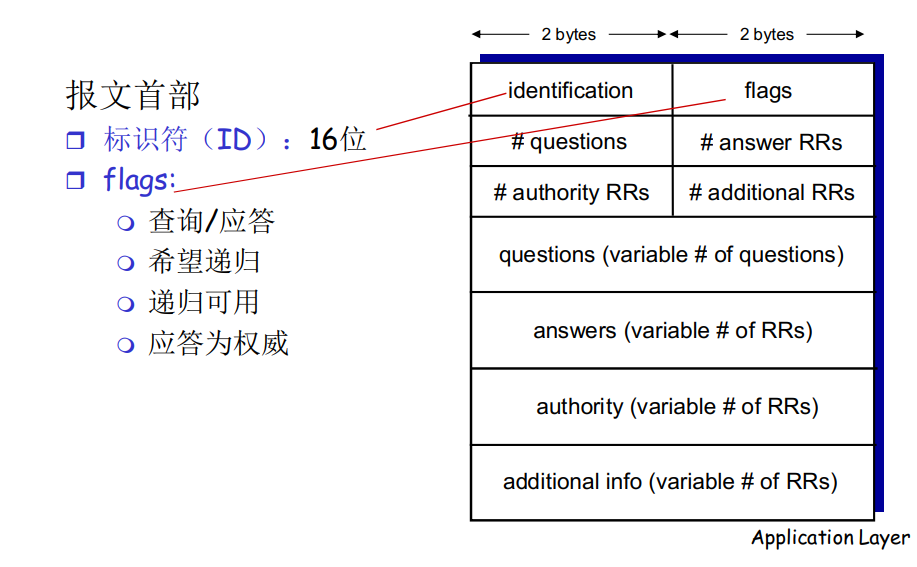 报文首部
标识符（ID）：16位
flags:
查询/应答
希望递归
递归可用
应答为权威
2 bytes 2 bytes
identification flags
# questions # answer RRs
# authority RRs # additional RRs
questions (variable # of questions)
answers (variable # of RRs)
authority (variable # of RRs)
additional info (variable # of RRs)
Application Layer